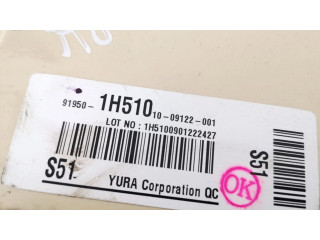 91950- 1H510 10-09122-001
LOT NO : 1H5100901222427
S51
YURA Corporation QC
OK
S51